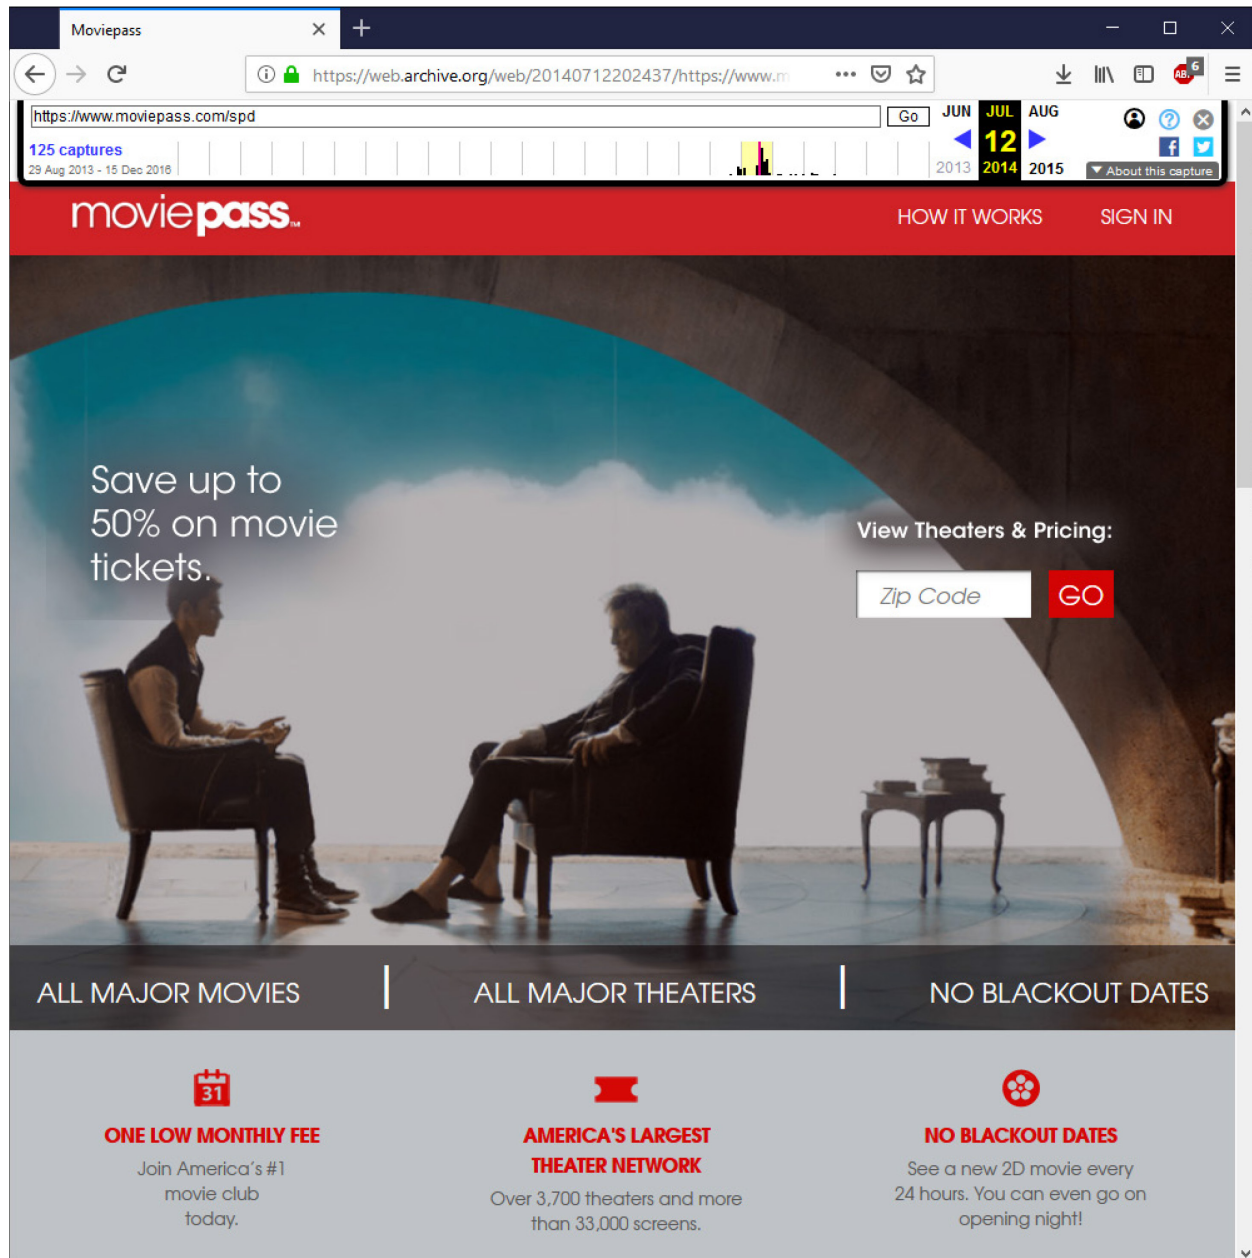 Moviepass
https://web.archive.org/web/20140712202437/https://www.m
6
https://www.moviepass.com/spd
Go
JUN JUL AUG
12
2013 2014 2015
125 captures
29 Aug 2013 - 15 Dec 2016
About this capture
moviepass™
HOW IT WORKS
SIGN IN
Save up to
50% on movie
tickets.
View Theaters & Pricing:
Zip Code
GO
ALL MAJOR MOVIES | ALL MAJOR THEATERS | NO BLACKOUT DATES
31
ONE LOW MONTHLY FEE
Join America's #1
movie club
today.
AMERICA'S LARGEST
THEATER NETWORK
Over 3,700 theaters and more
than 33,000 screens.
NO BLACKOUT DATES
See a new 2D movie every
24 hours. You can even go on
opening night!